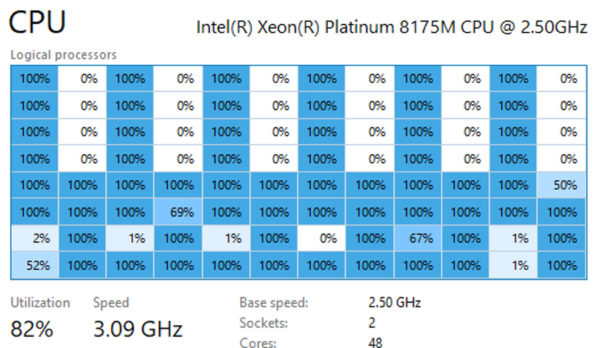 CPU Intel(R) Xeon(R) Platinum 8175M CPU @ 2.50GHz
Logical processors
100% 0% 100% 0% 100% 0% 100% 0% 100% 0% 100% 0%
100% 0% 100% 0% 100% 0% 100% 0% 100% 0% 100% 0%
100% 0% 100% 0% 100% 0% 100% 0% 100% 0% 100% 0%
100% 0% 100% 0% 100% 0% 100% 0% 100% 0% 100% 0%
100% 100% 100% 100% 100% 100% 100% 100% 100% 100% 100% 50%
100% 100% 100% 69% 100% 100% 100% 100% 100% 100% 100% 100%
2% 100% 1% 100% 1% 100% 0% 100% 67% 100% 1% 100%
52% 100% 100% 100% 100% 100% 100% 100% 100% 100% 1% 100%
Utilization Speed Base speed: 2.50 GHz
82% 3.09 GHz Sockets: 2
Cores: 48